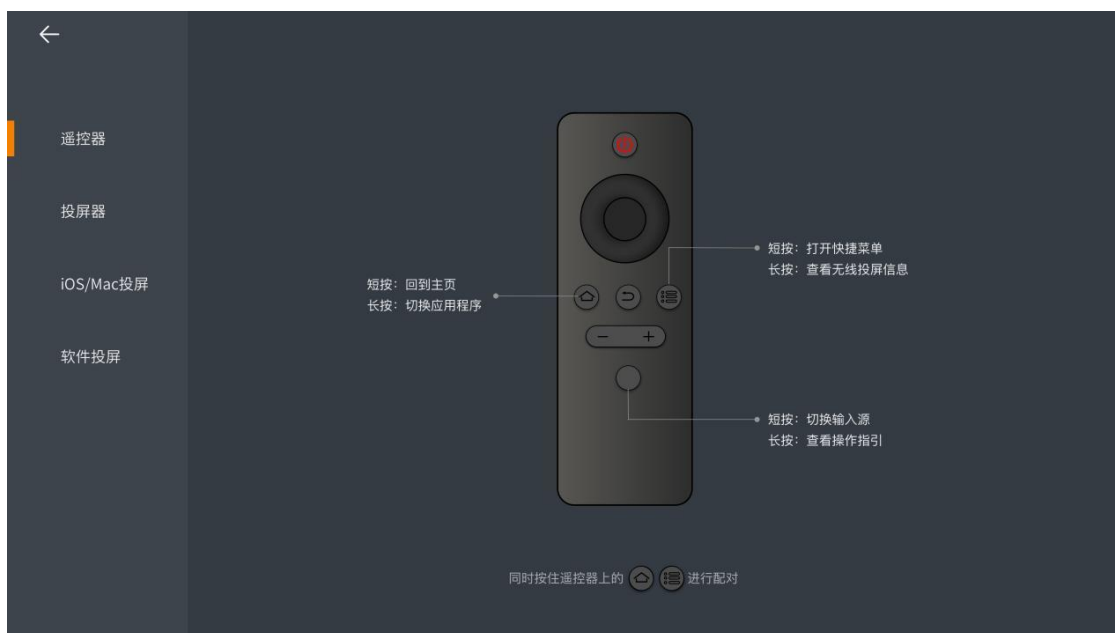 遥控器
投屏器
iOS/Mac投屏
软件投屏
短按：打开快捷菜单
长按：查看无线投屏信息
短按：回到主页
长按：切换应用程序
短按：切换输入源
长按：查看操作指引
同时按住遥控器上的 进行配对